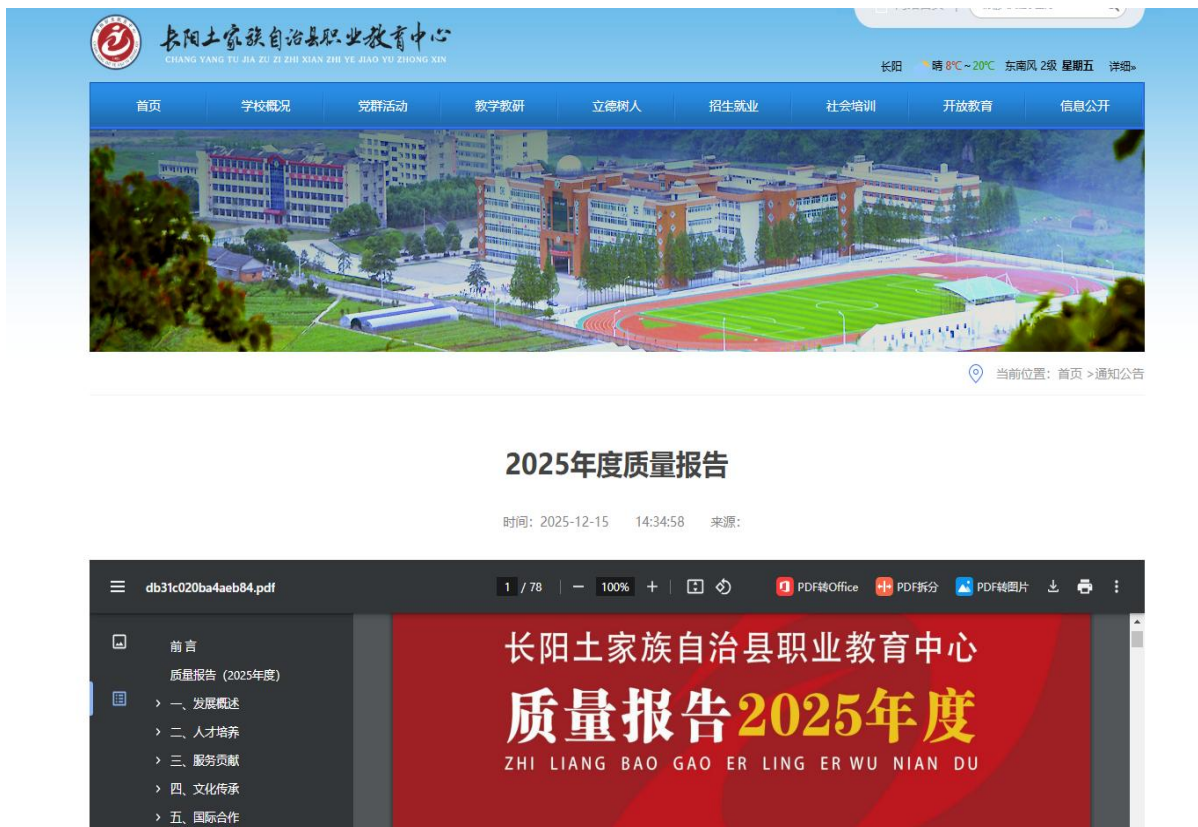 长阳土家族自治县职业教育中心
CHANG YANG TU JIA ZU ZI ZHI XIAN ZHI YE JIAO YU ZHONG XIN
长阳 晴 8℃~20℃ 东南风 2级 星期五 详细»
首页 学校概况 党群活动 教学教研 立德树人 招生就业 社会培训 开放教育 信息公开
当前位置：首页 >通知公告
2025年度质量报告
时间：2025-12-15 14:34:58 来源：
db31c020ba4aeb84.pdf 1 / 78 100% PDF转Office PDF拆分 PDF转图片
前言
质量报告（2025年度）
一、发展概述
二、人才培养
三、服务贡献
四、文化传承
五、国际合作
长阳土家族自治县职业教育中心
质量报告2025年度
ZHI LIANG BAO GAO ER LING ER WU NIAN DU